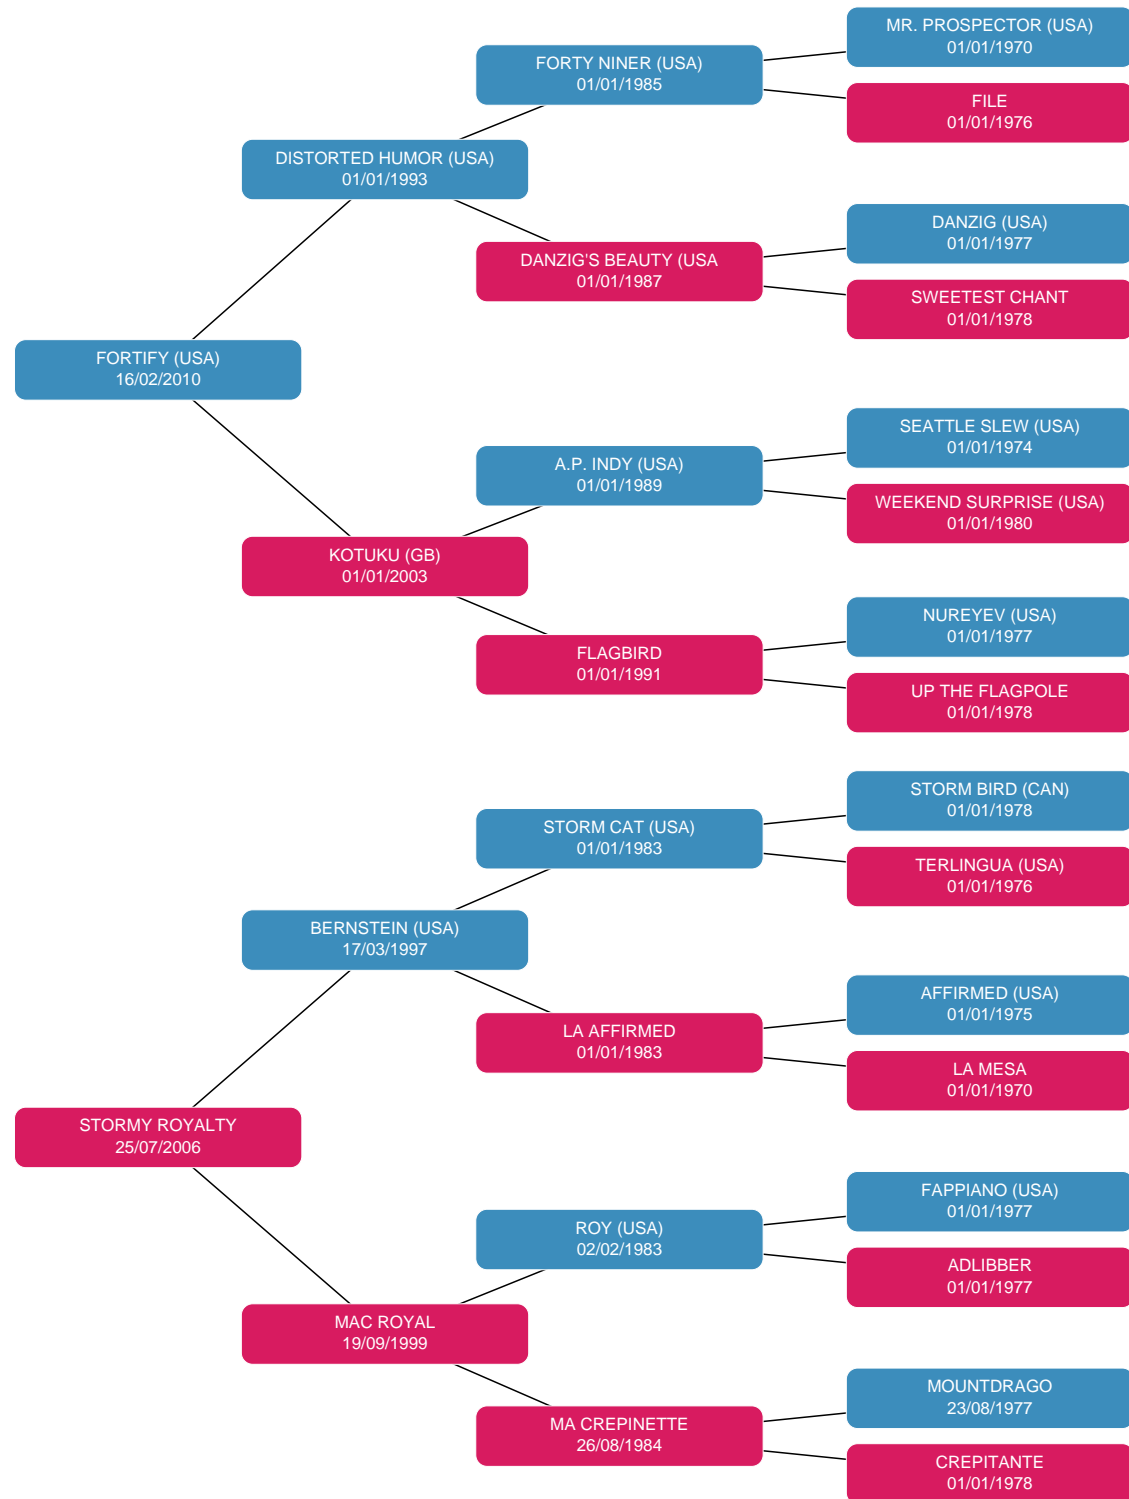 MR. PROSPECTOR (USA)
01/01/1970
FORTY NINER (USA)
01/01/1985
FILE
01/01/1976
DISTORTED HUMOR (USA)
01/01/1993
DANZIG (USA)
01/01/1977
DANZIG'S BEAUTY (USA
01/01/1987
SWEETEST CHANT
01/01/1978
FORTIFY (USA)
16/02/2010
SEATTLE SLEW (USA)
01/01/1974
A.P. INDY (USA)
01/01/1989
WEEKEND SURPRISE (USA)
01/01/1980
KOTUKU (GB)
01/01/2003
NUREYEV (USA)
01/01/1977
FLAGBIRD
01/01/1991
UP THE FLAGPOLE
01/01/1978
STORM BIRD (CAN)
01/01/1978
STORM CAT (USA)
01/01/1983
TERLINGUA (USA)
01/01/1976
BERNSTEIN (USA)
17/03/1997
AFFIRMED (USA)
01/01/1975
LA AFFIRMED
01/01/1983
LA MESA
01/01/1970
STORMY ROYALTY
25/07/2006
FAPPIANO (USA)
01/01/1977
ROY (USA)
02/02/1983
ADLIBBER
01/01/1977
MAC ROYAL
19/09/1999
MOUNTDRAGO
23/08/1977
MA CREPINETTE
26/08/1984
CREPITANTE
01/01/1978